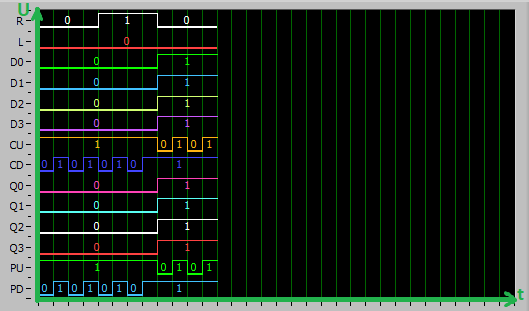 U
R 0 1 0
L 0
D0 0 1
D1 0 1
D2 0 1
D3 0 1
CU 1 0 1 0 1
CD 0 1 0 1 0 1 0 1
Q0 0 1
Q1 0 1
Q2 0 1
Q3 0 1
PU 1 0 1 0 1
PD 0 1 0 1 0 1 0 1
t